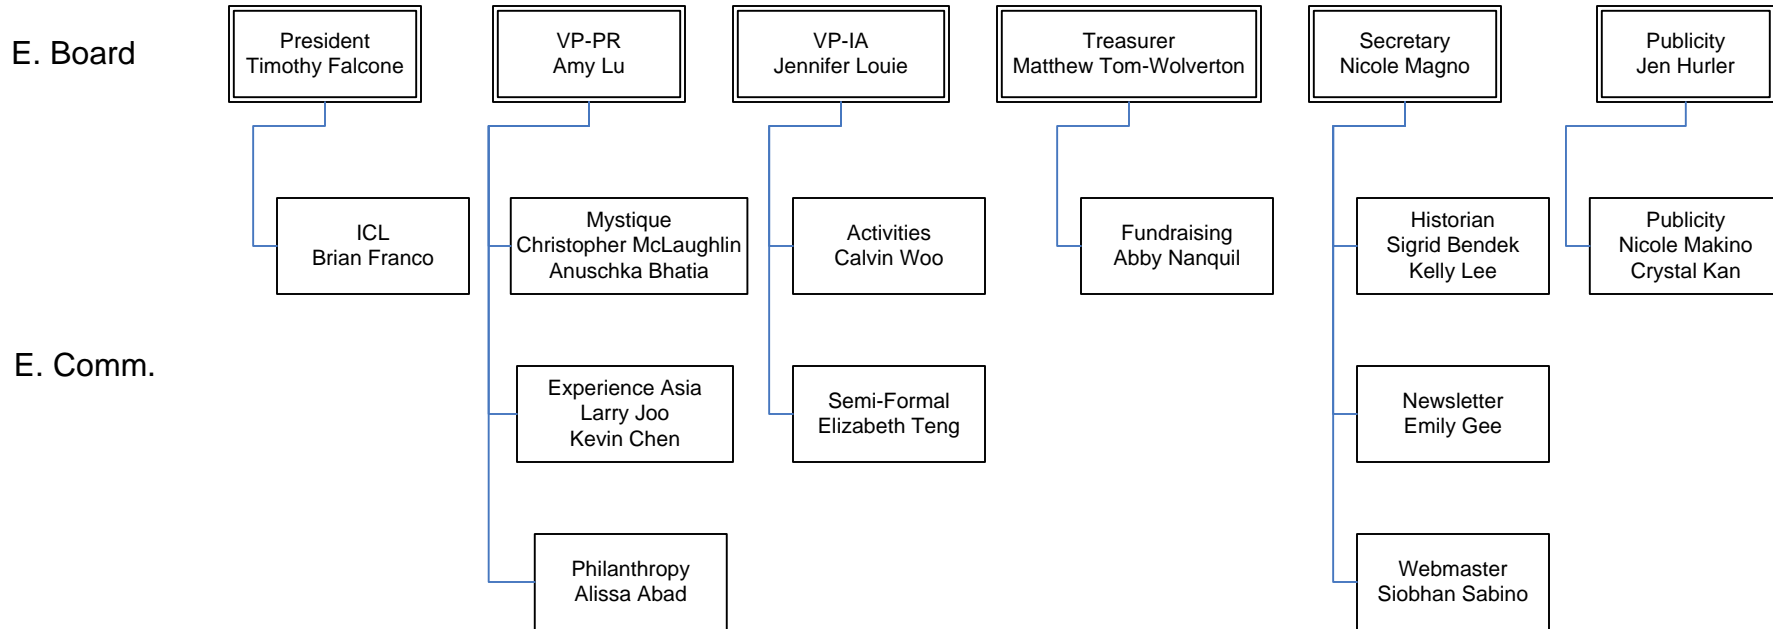 E. Board
President
Timothy Falcone
VP-PR
Amy Lu
VP-IA
Jennifer Louie
Treasurer
Matthew Tom-Wolverton
Secretary
Nicole Magno
Publicity
Jen Hurler
ICL
Brian Franco
Mystique
Christopher McLaughlin
Anuschka Bhatia
Activities
Calvin Woo
Fundraising
Abby Nanquil
Historian
Sigrid Bendek
Kelly Lee
Publicity
Nicole Makino
Crystal Kan
E. Comm.
Experience Asia
Larry Joo
Kevin Chen
Semi-Formal
Elizabeth Teng
Newsletter
Emily Gee
Philanthropy
Alissa Abad
Webmaster
Siobhan Sabino